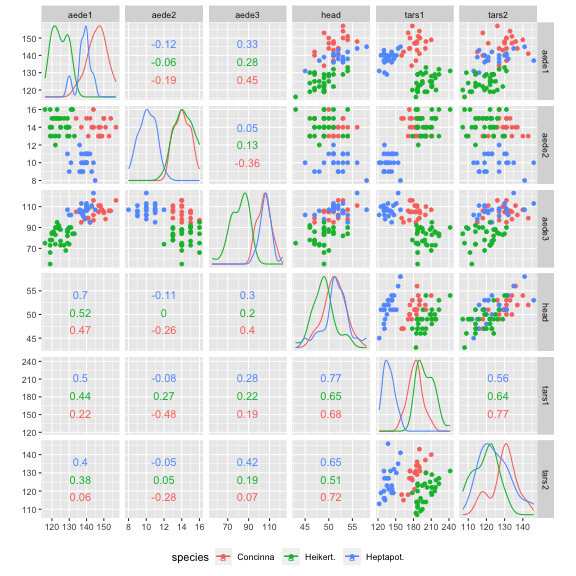 aede1 aede2 aede3 head tars1 tars2
150 140 130 120 -0.12 -0.06 -0.19 0.33 0.28 0.45 aede1
16 14 12 10 8 0.05 0.13 -0.36 aede2
110 90 70 aede3
55 50 45 0.7 0.52 0.47 -0.11 0 -0.26 0.3 0.2 0.4 head
240 210 180 150 120 0.5 0.44 0.22 -0.08 0.27 -0.48 0.28 0.22 0.19 0.77 0.65 0.68 0.56 0.64 0.77 tars1
140 130 120 110 0.4 0.38 0.06 -0.05 0.05 -0.28 0.42 0.19 0.07 0.65 0.51 0.72 tars2
120 130 140 150 8 10 12 14 16 70 90 110 45 50 55 120 150 180 210 240 110 120 130 140
species a Concinna a Heikert. a Heptapot.